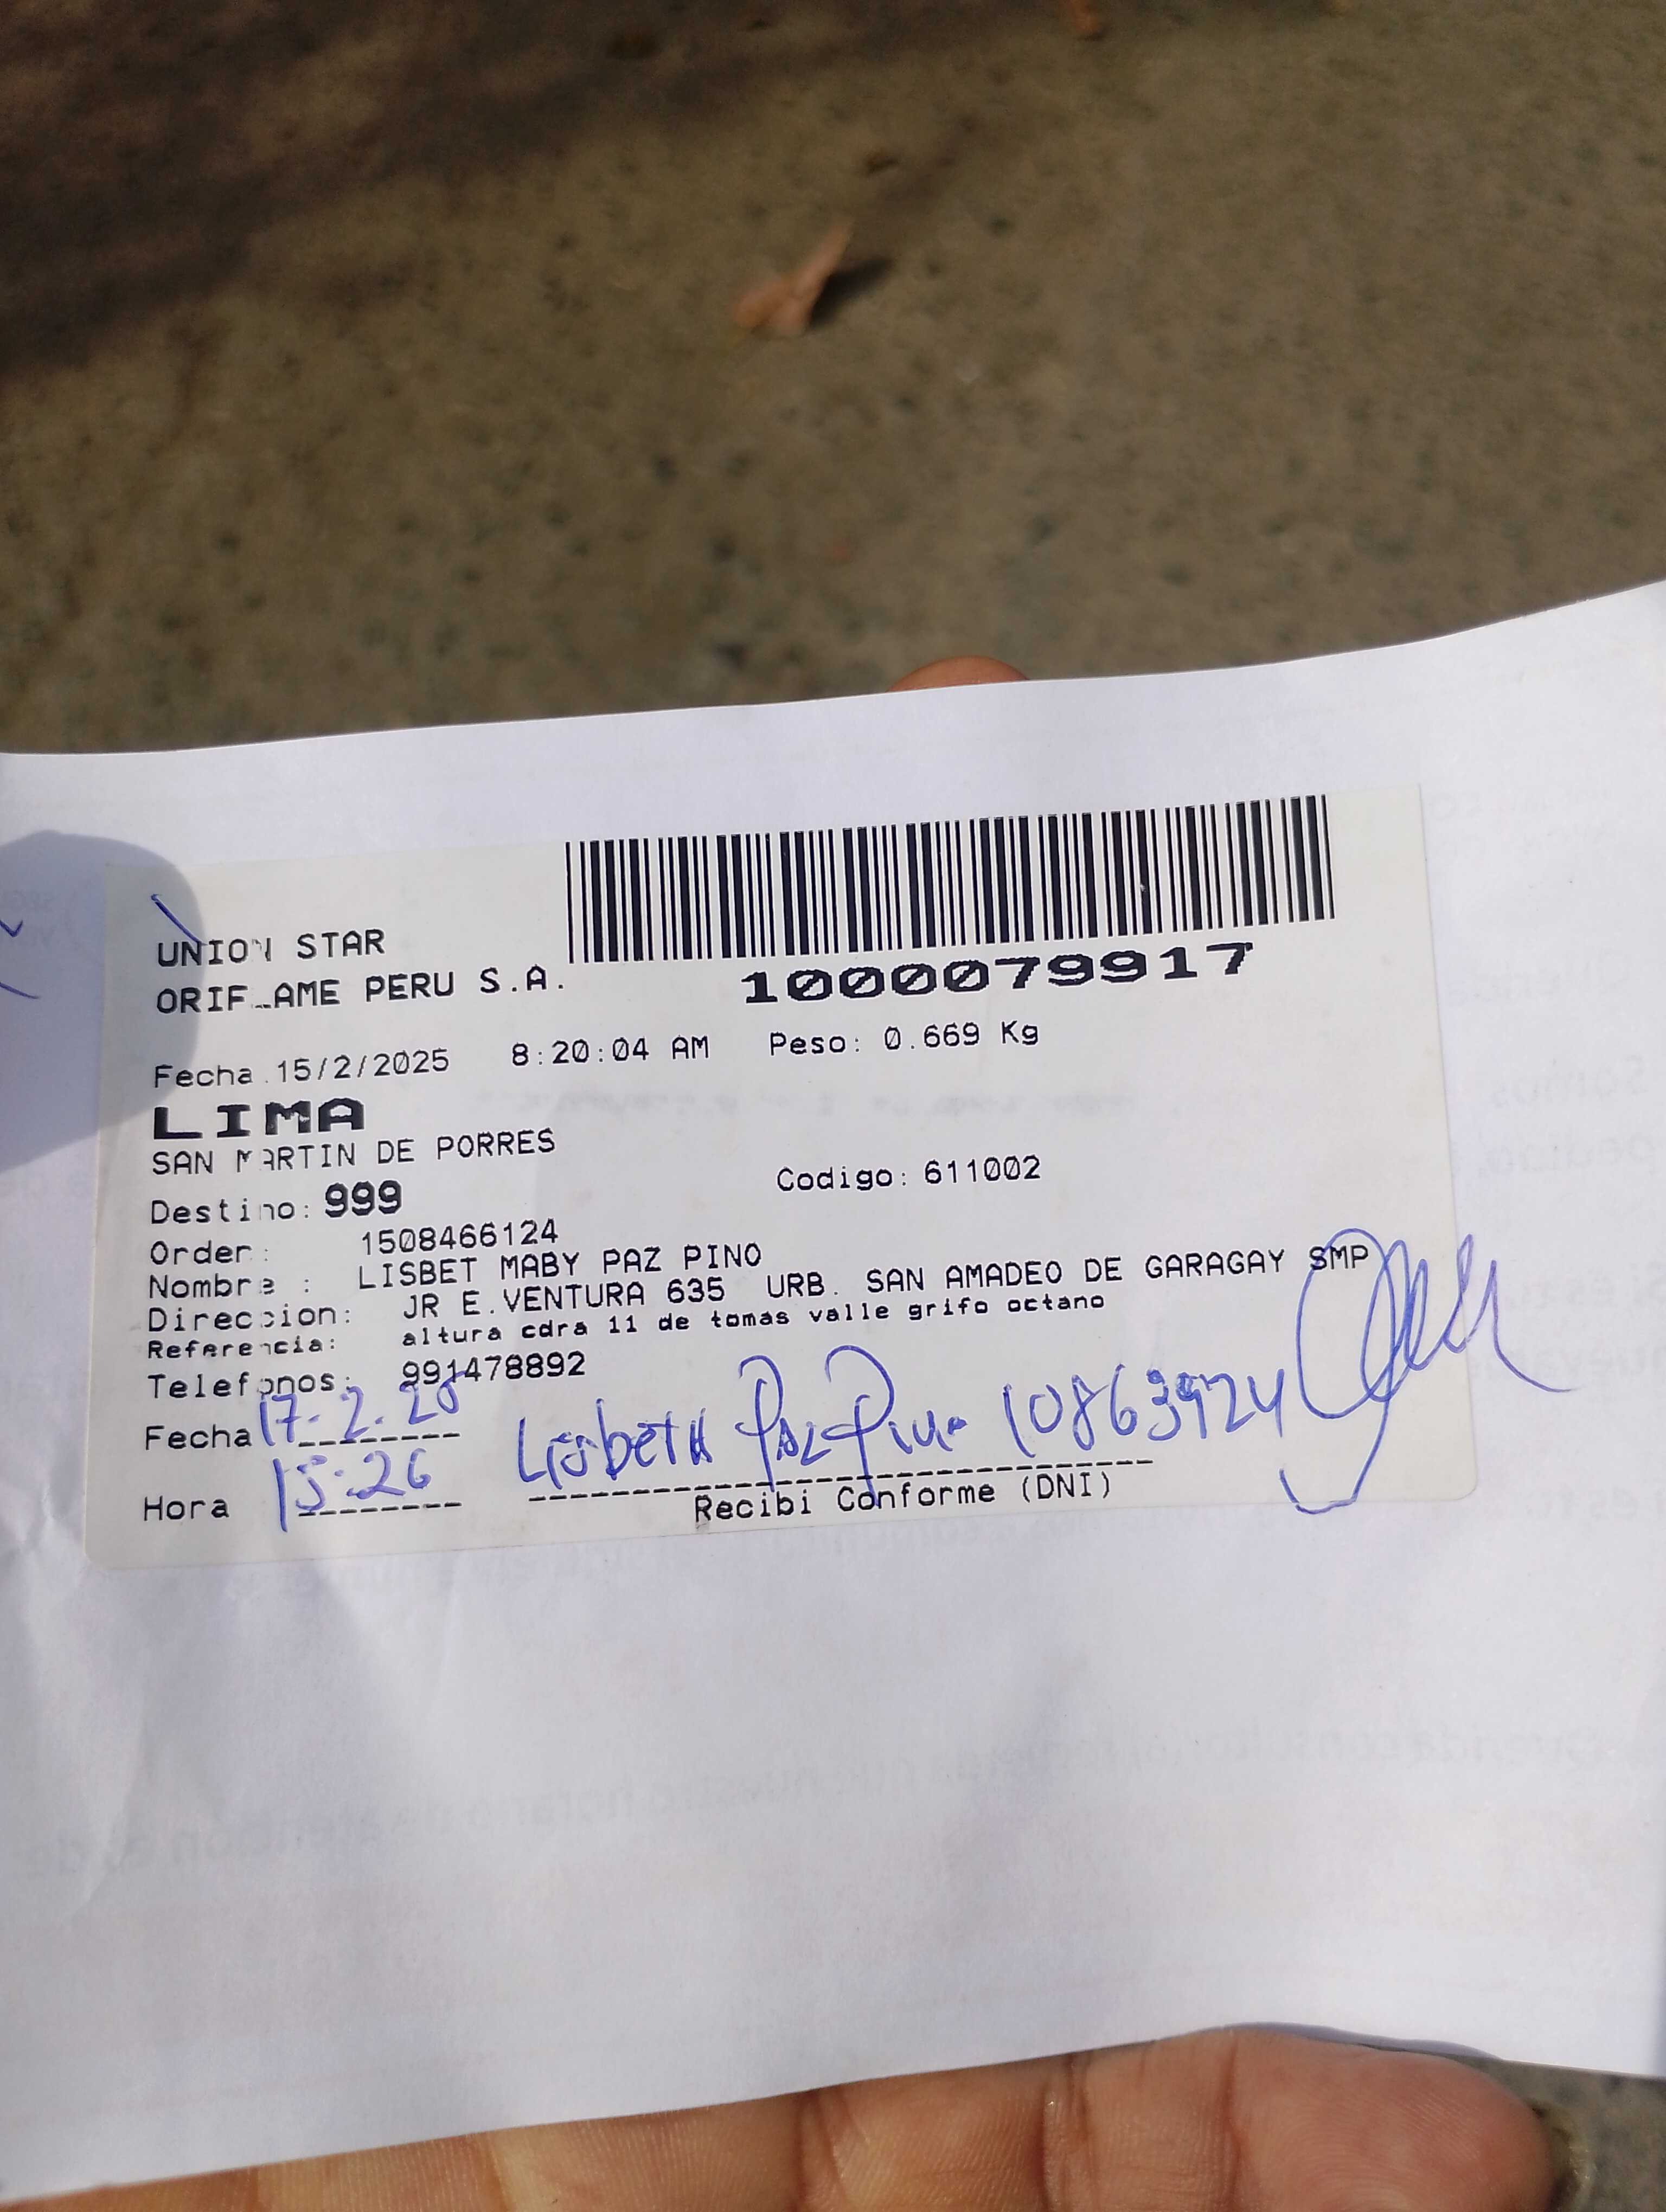 UNION STAR
ORIFLAME PERU S.A.
1000079917
Fecha.15/2/2025 8:20:04 AM Peso: 0.669 Kg
LIMA
SAN MARTIN DE PORRES
Destino: 999 Codigo: 611002
Order: 1508466124
Nombre : LISBET MABY PAZ PINO
Direccion: JR E.VENTURA 635 URB. SAN AMADEO DE GARAGAY SMP
Referencia: altura cdra 11 de tomas valle grifo octano
Telefonos: 991478892
Fecha 17-2-25
Lisbeth Paz Pino 10863924
Hora 15:26
Recibi Conforme (DNI)